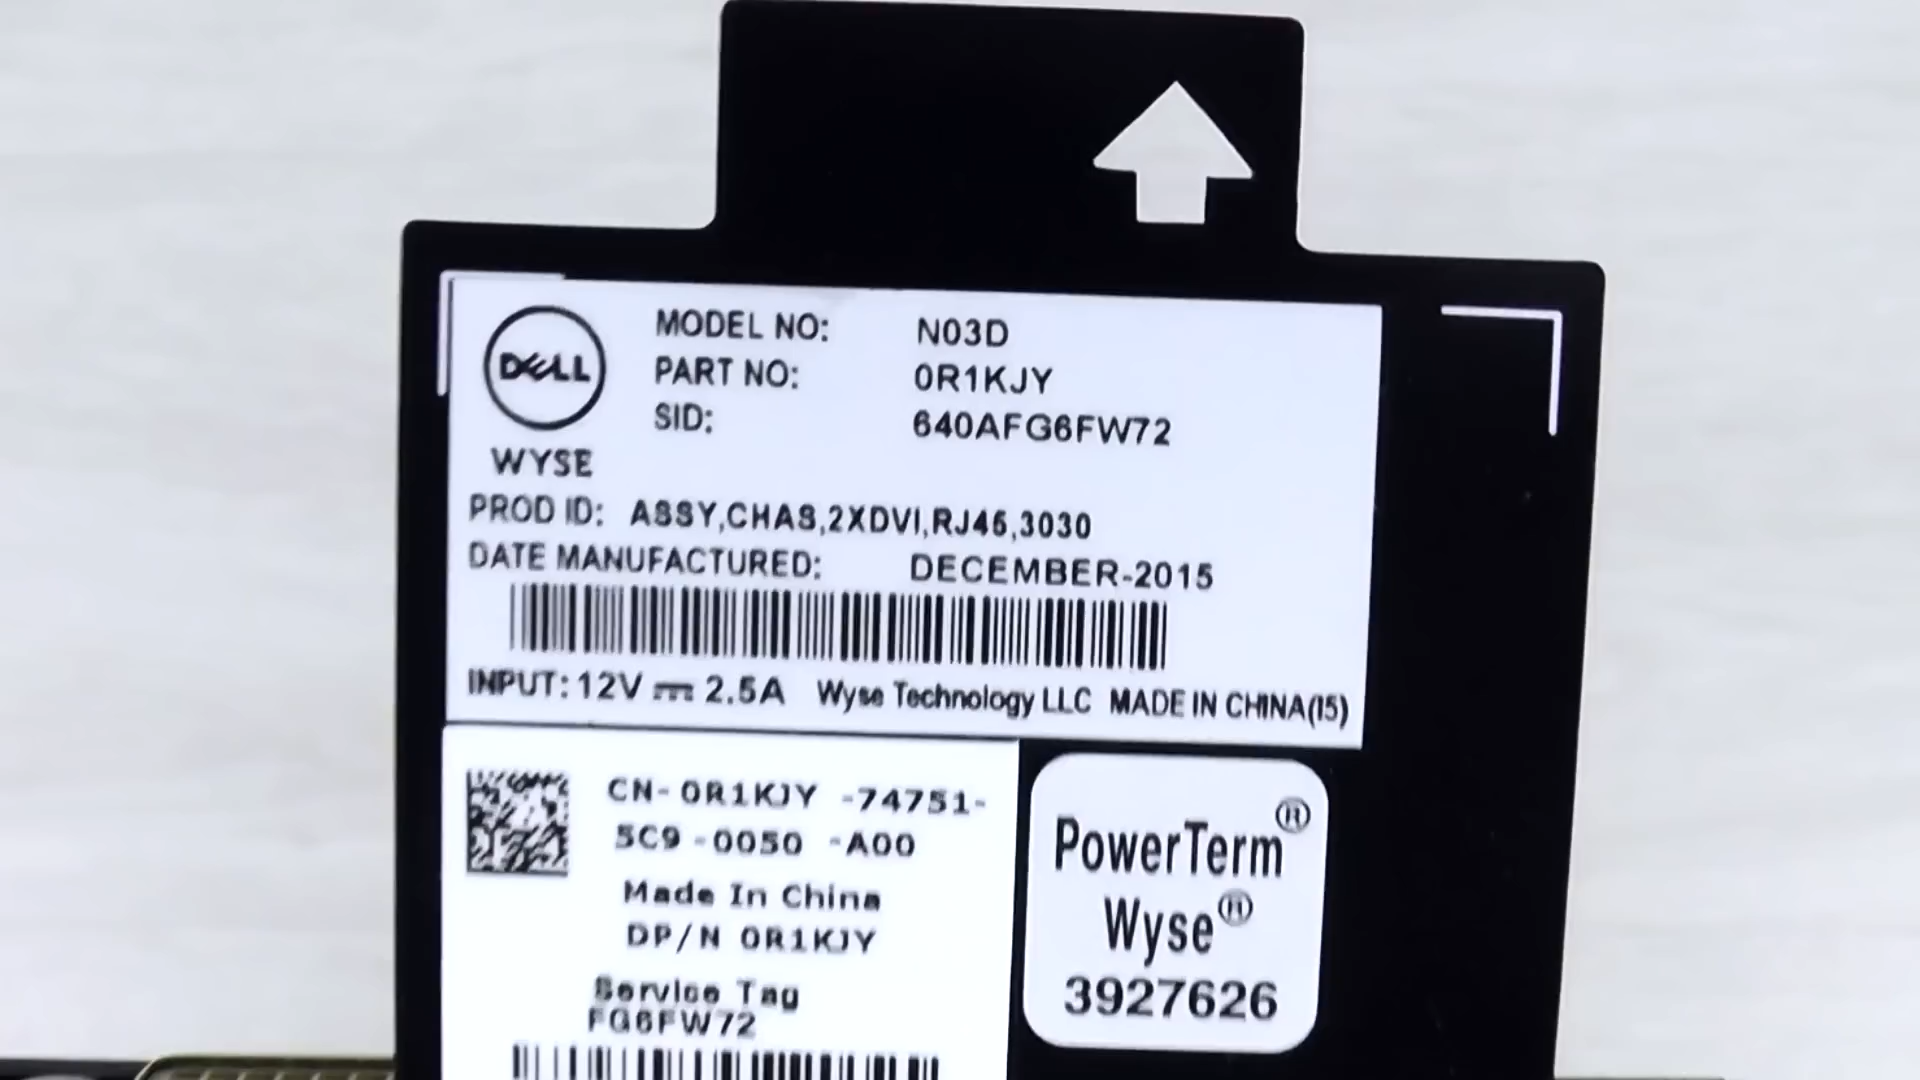 DELL
WYSE
MODEL NO: N03D
PART NO: 0R1KJY
SID: 640AFG6FW72
PROD ID: ASSY,CHAS,2XDVI,RJ45,3030
DATE MANUFACTURED: DECEMBER-2015
INPUT: 12V ⎓ 2.5A Wyse Technology LLC MADE IN CHINA(15)
CN- 0R1KJY -74751-
5C9 -0050 -A00
Made In China
DP/N 0R1KJY
Service Tag
FG6FW72
PowerTerm®
Wyse®
3927626